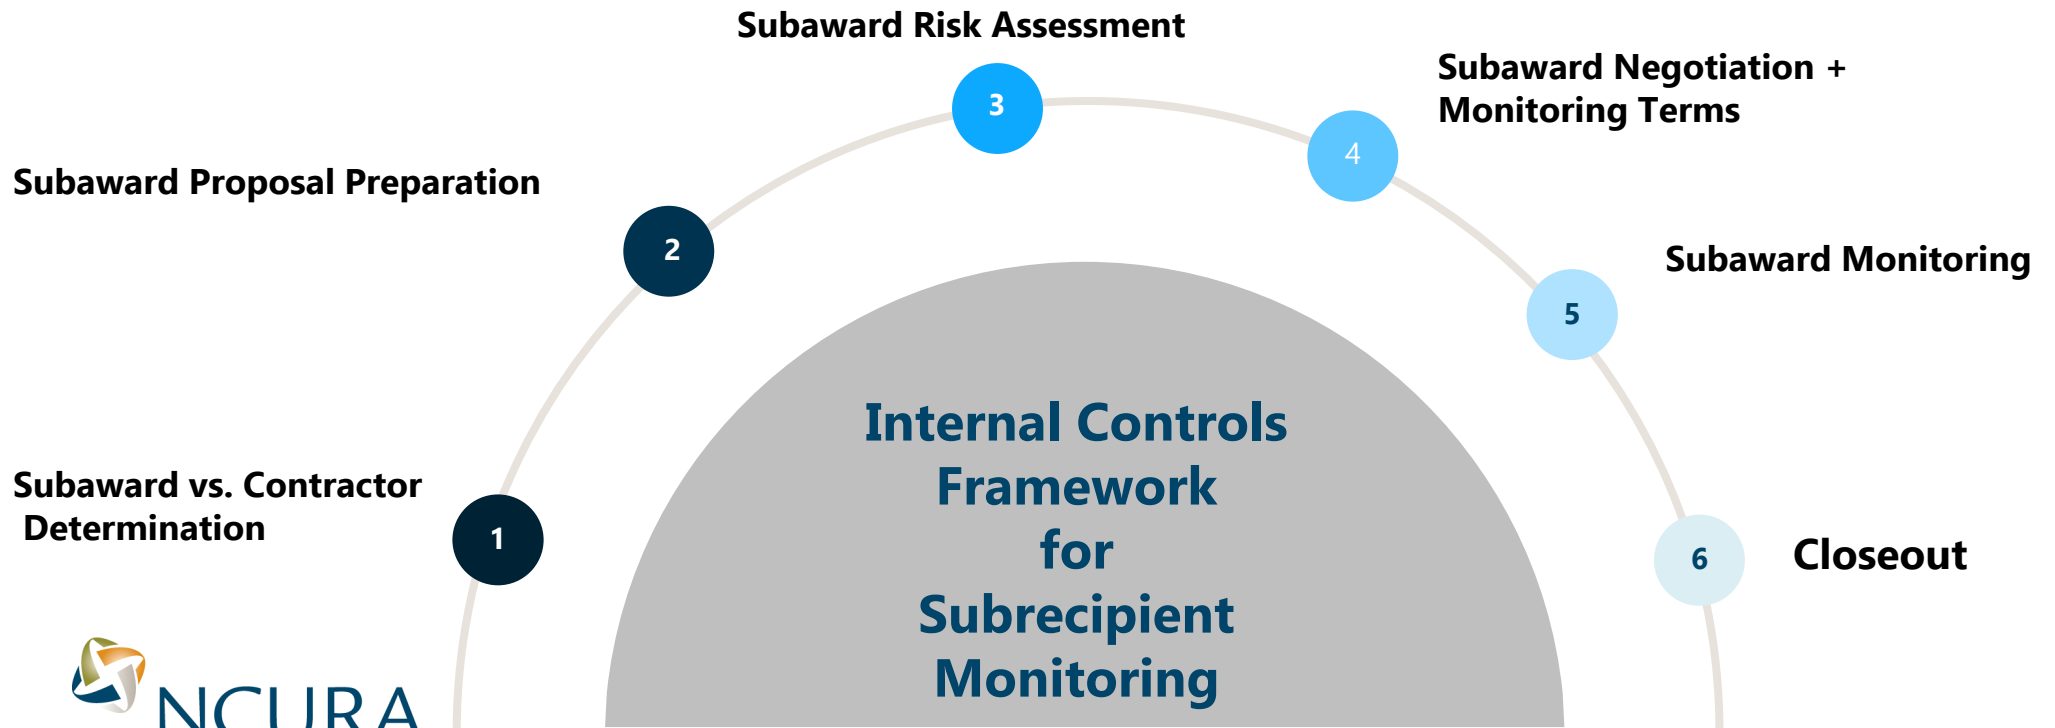 Subaward Risk Assessment
3
Subaward Negotiation +
Monitoring Terms
4
Subaward Proposal Preparation
2
Subaward Monitoring
5
Subaward vs. Contractor
Determination
1
Internal Controls
Framework
for
Subrecipient
Monitoring
6
Closeout
NCURA